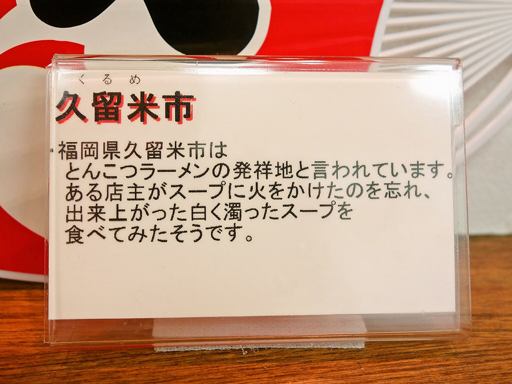 くるめ
久留米市
福岡県久留米市は
とんこつラーメンの発祥地と言われています。
ある店主がスープに火をかけたのを忘れ、
出来上がった白く濁ったスープを
食べてみたそうです。